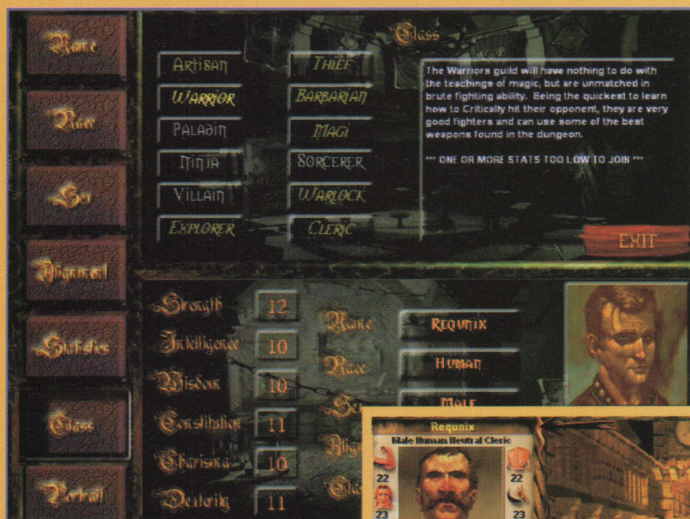 Name
Race
Sex
Alignment
Statistics
Class
Portrait
Class
Artisan
Warrior
Paladin
Ninja
Villain
Explorer
Thief
Barbarian
Magi
Sorcerer
Warlock
Cleric
The Warriors guild will have nothing to do with
the teachings of magic, but are unmatched in
brute fighting ability. Being the quickest to learn
how to Critically hit their opponent, they are very
good fighters and can use some of the best
weapons found in the dungeon.
*** ONE OR MORE STATS TOO LOW TO JOIN ***
EXIT
Strength 12
Intelligence 10
Wisdom 10
Constitution 11
Charisma 10
Dexterity 11
Name Requnix
Race Human
Sex Male
Requnix
Male Human Neutral Cleric
22
22
23
23